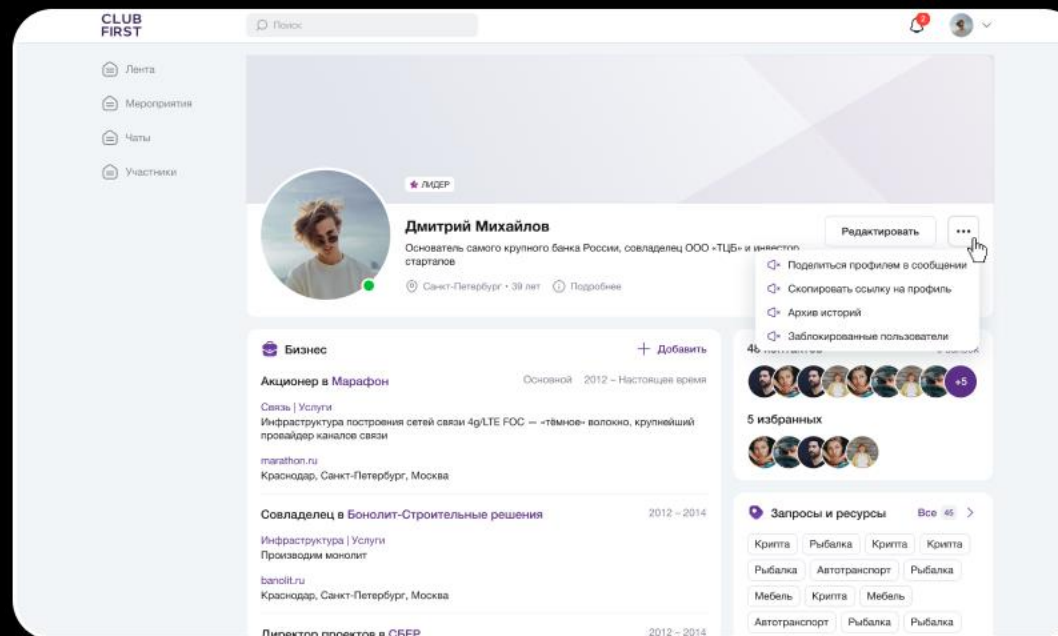 CLUB
FIRST
Поиск
2
Лента
Мероприятия
Чаты
Участники
ЛИДЕР
Дмитрий Михайлов
Основатель самого крупного банка России, совладелец ООО «ТЦБ» и инвестор
стартапов
Санкт-Петербург • 39 лет
Подробнее
Редактировать
Поделиться профилем в сообщении
Скопировать ссылку на профиль
Архив историй
Заблокированные пользователи
Бизнес
Добавить
Акционер в Марафон
Основной 2012 – Настоящее время
Связь | Услуги
Инфраструктура построения сетей связи 4g/LTE FOC — «тёмное» волокно, крупнейший
провайдер каналов связи
marathon.ru
Краснодар, Санкт-Петербург, Москва
Совладелец в Бонолит-Строительные решения
2012 – 2014
Инфраструктура | Услуги
Производим монолит
banolit.ru
Краснодар, Санкт-Петербург, Москва
Директор проектов в СБЕР
2012 – 2014
48
+5
5 избранных
Запросы и ресурсы
Все 45
Крипта Рыбалка Крипта Крипта
Рыбалка Автотранспорт Рыбалка
Мебель Крипта Мебель
Автотранспорт Рыбалка Рыбалка